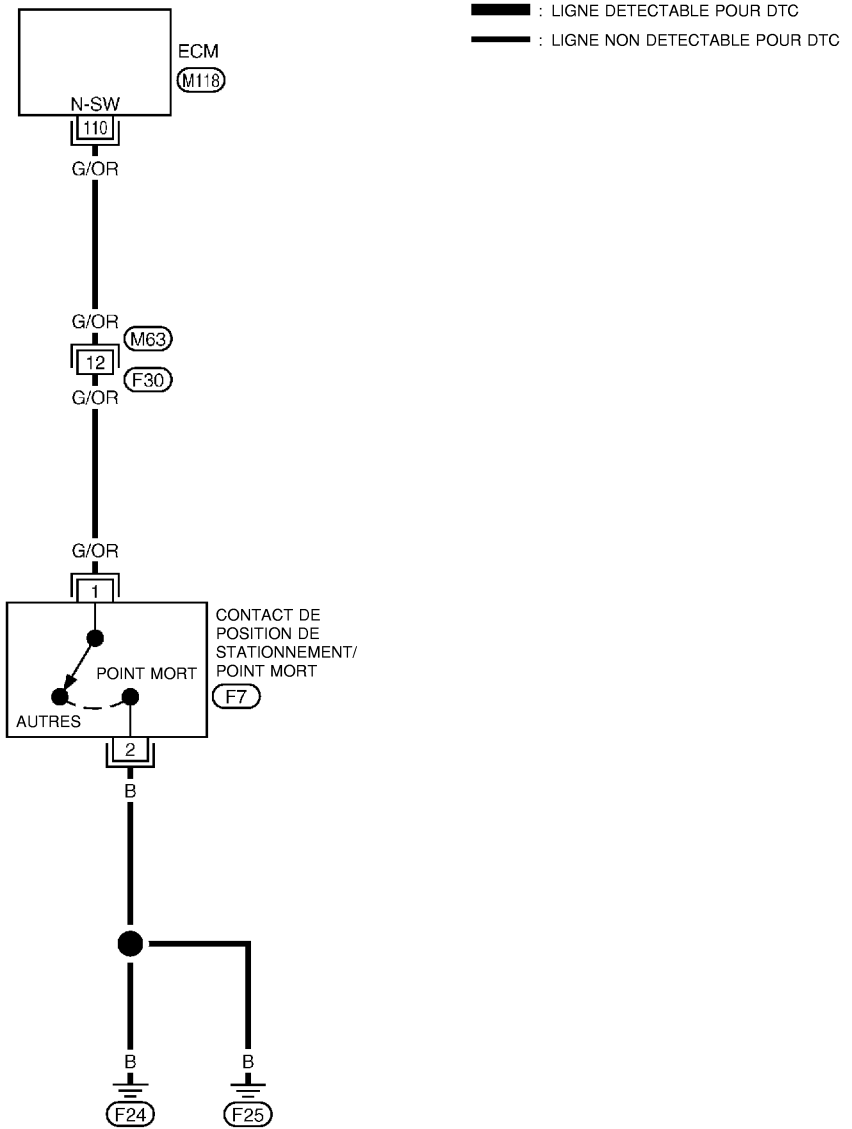 : LIGNE DETECTABLE POUR DTC
: LIGNE NON DETECTABLE POUR DTC
ECM
M118
N-SW
110
G/OR
G/OR
M63
12
F30
G/OR
G/OR
1
CONTACT DE
POSITION DE
STATIONNEMENT/
POINT MORT
F7
POINT MORT
AUTRES
2
B
B
B
F24
F25